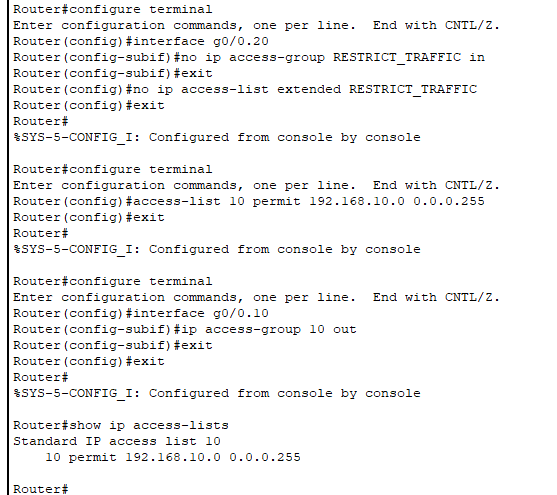 Router#configure terminal
Enter configuration commands, one per line.  End with CNTL/Z.
Router(config)#interface g0/0.20
Router(config-subif)#no ip access-group RESTRICT_TRAFFIC in
Router(config-subif)#exit
Router(config)#no ip access-list extended RESTRICT_TRAFFIC
Router(config)#exit
Router#
%SYS-5-CONFIG_I: Configured from console by console
Router#configure terminal
Enter configuration commands, one per line.  End with CNTL/Z.
Router(config)#access-list 10 permit 192.168.10.0 0.0.0.255
Router(config)#exit
Router#
%SYS-5-CONFIG_I: Configured from console by console
Router#configure terminal
Enter configuration commands, one per line.  End with CNTL/Z.
Router(config)#interface g0/0.10
Router(config-subif)#ip access-group 10 out
Router(config-subif)#exit
Router(config)#exit
Router#
%SYS-5-CONFIG_I: Configured from console by console
Router#show ip access-lists
Standard IP access list 10
    10 permit 192.168.10.0 0.0.0.255
Router#